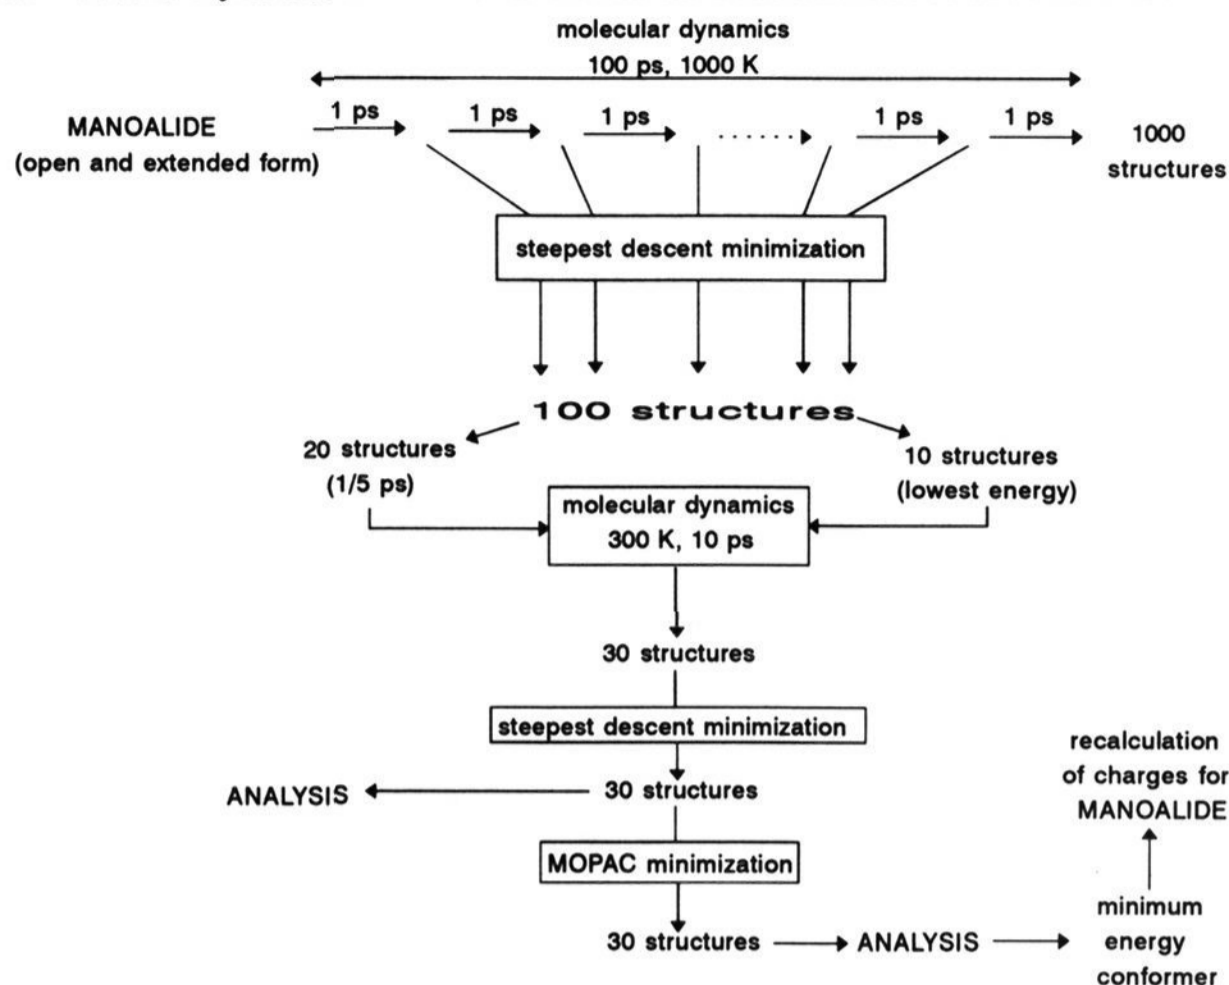 molecular dynamics
100 ps, 1000 K
1 ps
1 ps
1 ps
1 ps
1 ps
MANOALIDE
(open and extended form)
1000
structures
steepest descent minimization
100 structures
20 structures
(1/5 ps)
10 structures
(lowest energy)
molecular dynamics
300 K, 10 ps
30 structures
steepest descent minimization
ANALYSIS
30 structures
MOPAC minimization
30 structures
ANALYSIS
minimum
energy
conformer
recalculation
of charges for
MANOALIDE